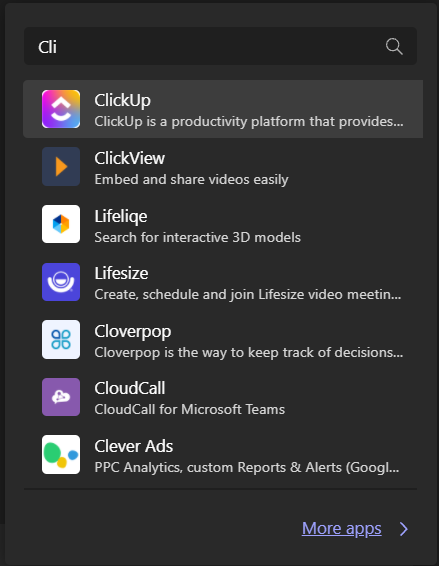 Cli
ClickUp
ClickUp is a productivity platform that provides...
ClickView
Embed and share videos easily
Lifeliqe
Search for interactive 3D models
Lifesize
Create, schedule and join Lifesize video meetin...
Cloverpop
Cloverpop is the way to keep track of decisions...
CloudCall
CloudCall for Microsoft Teams
Clever Ads
PPC Analytics, custom Reports & Alerts (Googl...
More apps